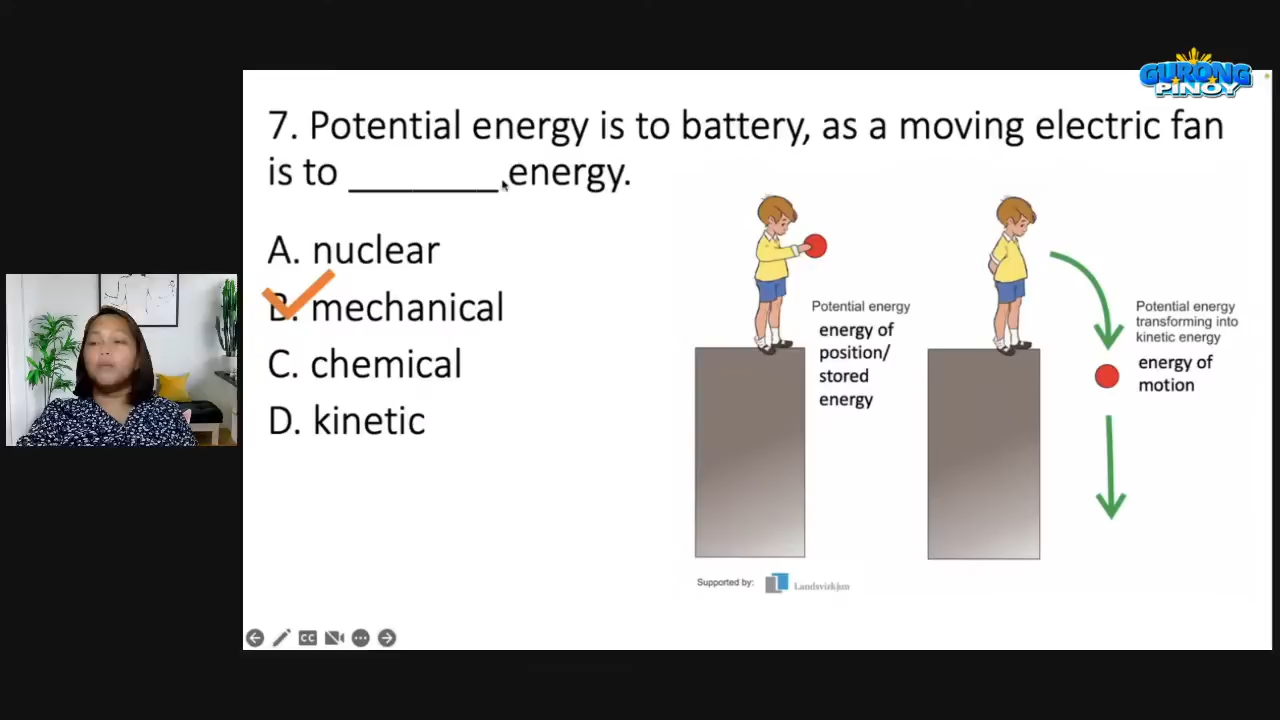 GURONG
PINOY
7. Potential energy is to battery, as a moving electric fan
is to ________ energy.
A. nuclear
B. mechanical
C. chemical
D. kinetic
Potential energy
energy of
position/
stored
energy
Potential energy
transforming into
kinetic energy
energy of
motion
Supported by:
Landsvirkjun
CC